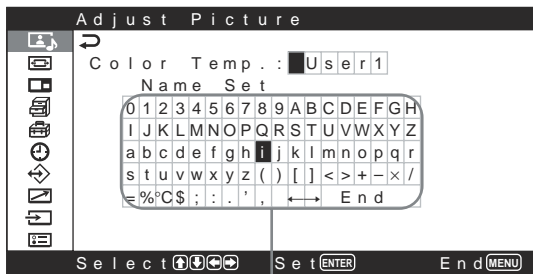 Adjust Picture
Color Temp.: User1
Name Set
0 1 2 3 4 5 6 7 8 9 A B C D E F G H
I J K L M N O P Q R S T U V W X Y Z
a b c d e f g h i j k l m n o p q r
s t u v w x y z ( ) [ ] < > + − × /
= % °C $ ; : . ' , ←→ End
Select ↑ ↓ ← → Set ENTER End MENU